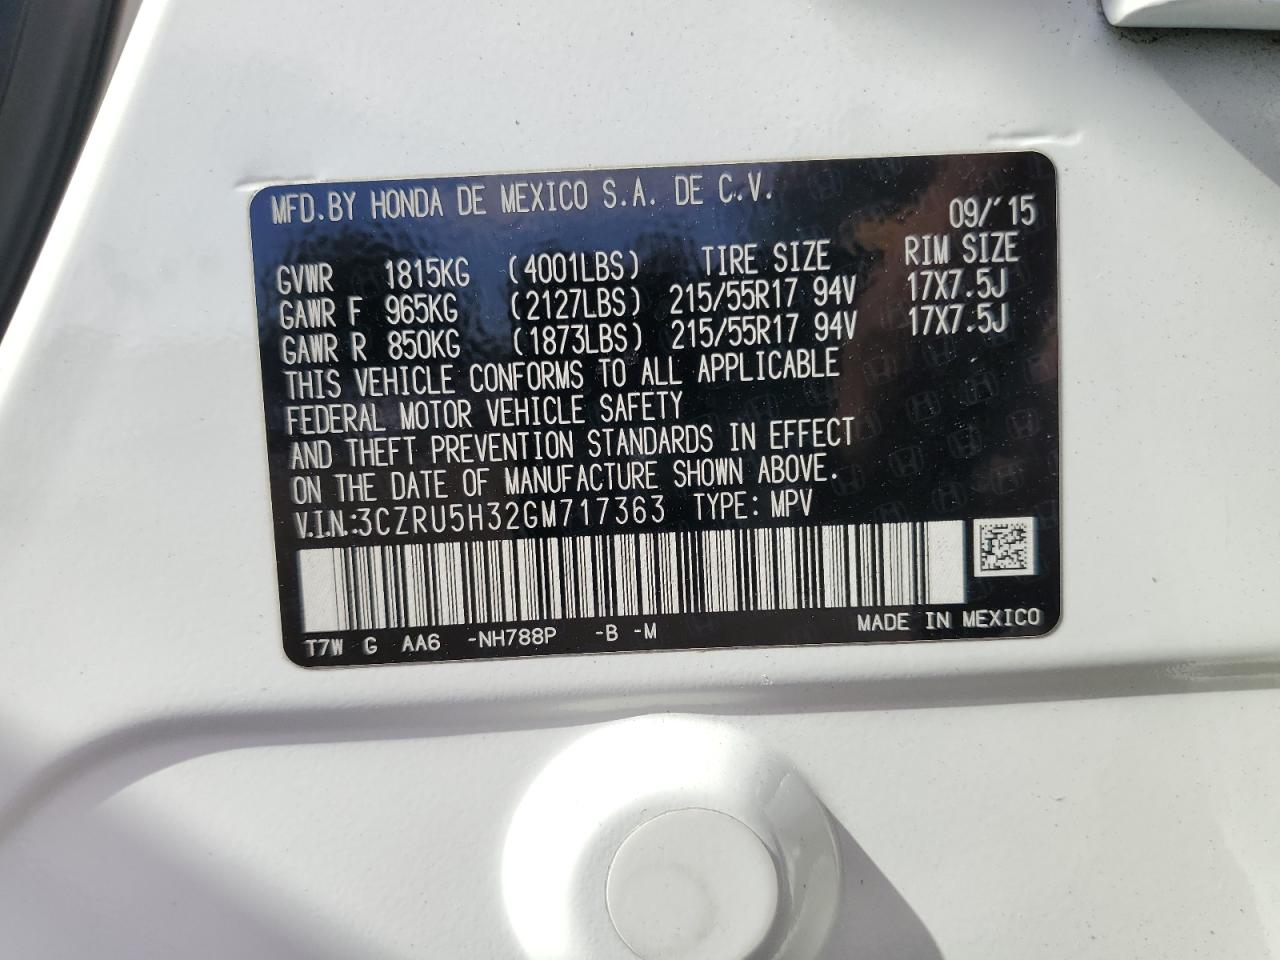 MFD.BY HONDA DE MEXICO S.A. DE C.V.
09/'15
GVWR 1815KG (4001LBS) TIRE SIZE RIM SIZE
GAWR F 965KG (2127LBS) 215/55R17 94V 17X7.5J
GAWR R 850KG (1873LBS) 215/55R17 94V 17X7.5J
THIS VEHICLE CONFORMS TO ALL APPLICABLE
FEDERAL MOTOR VEHICLE SAFETY
AND THEFT PREVENTION STANDARDS IN EFFECT
ON THE DATE OF MANUFACTURE SHOWN ABOVE.
V.I.N.:3CZRU5H32GM717363 TYPE: MPV
T7W G AA6 -NH788P -B -M MADE IN MEXICO